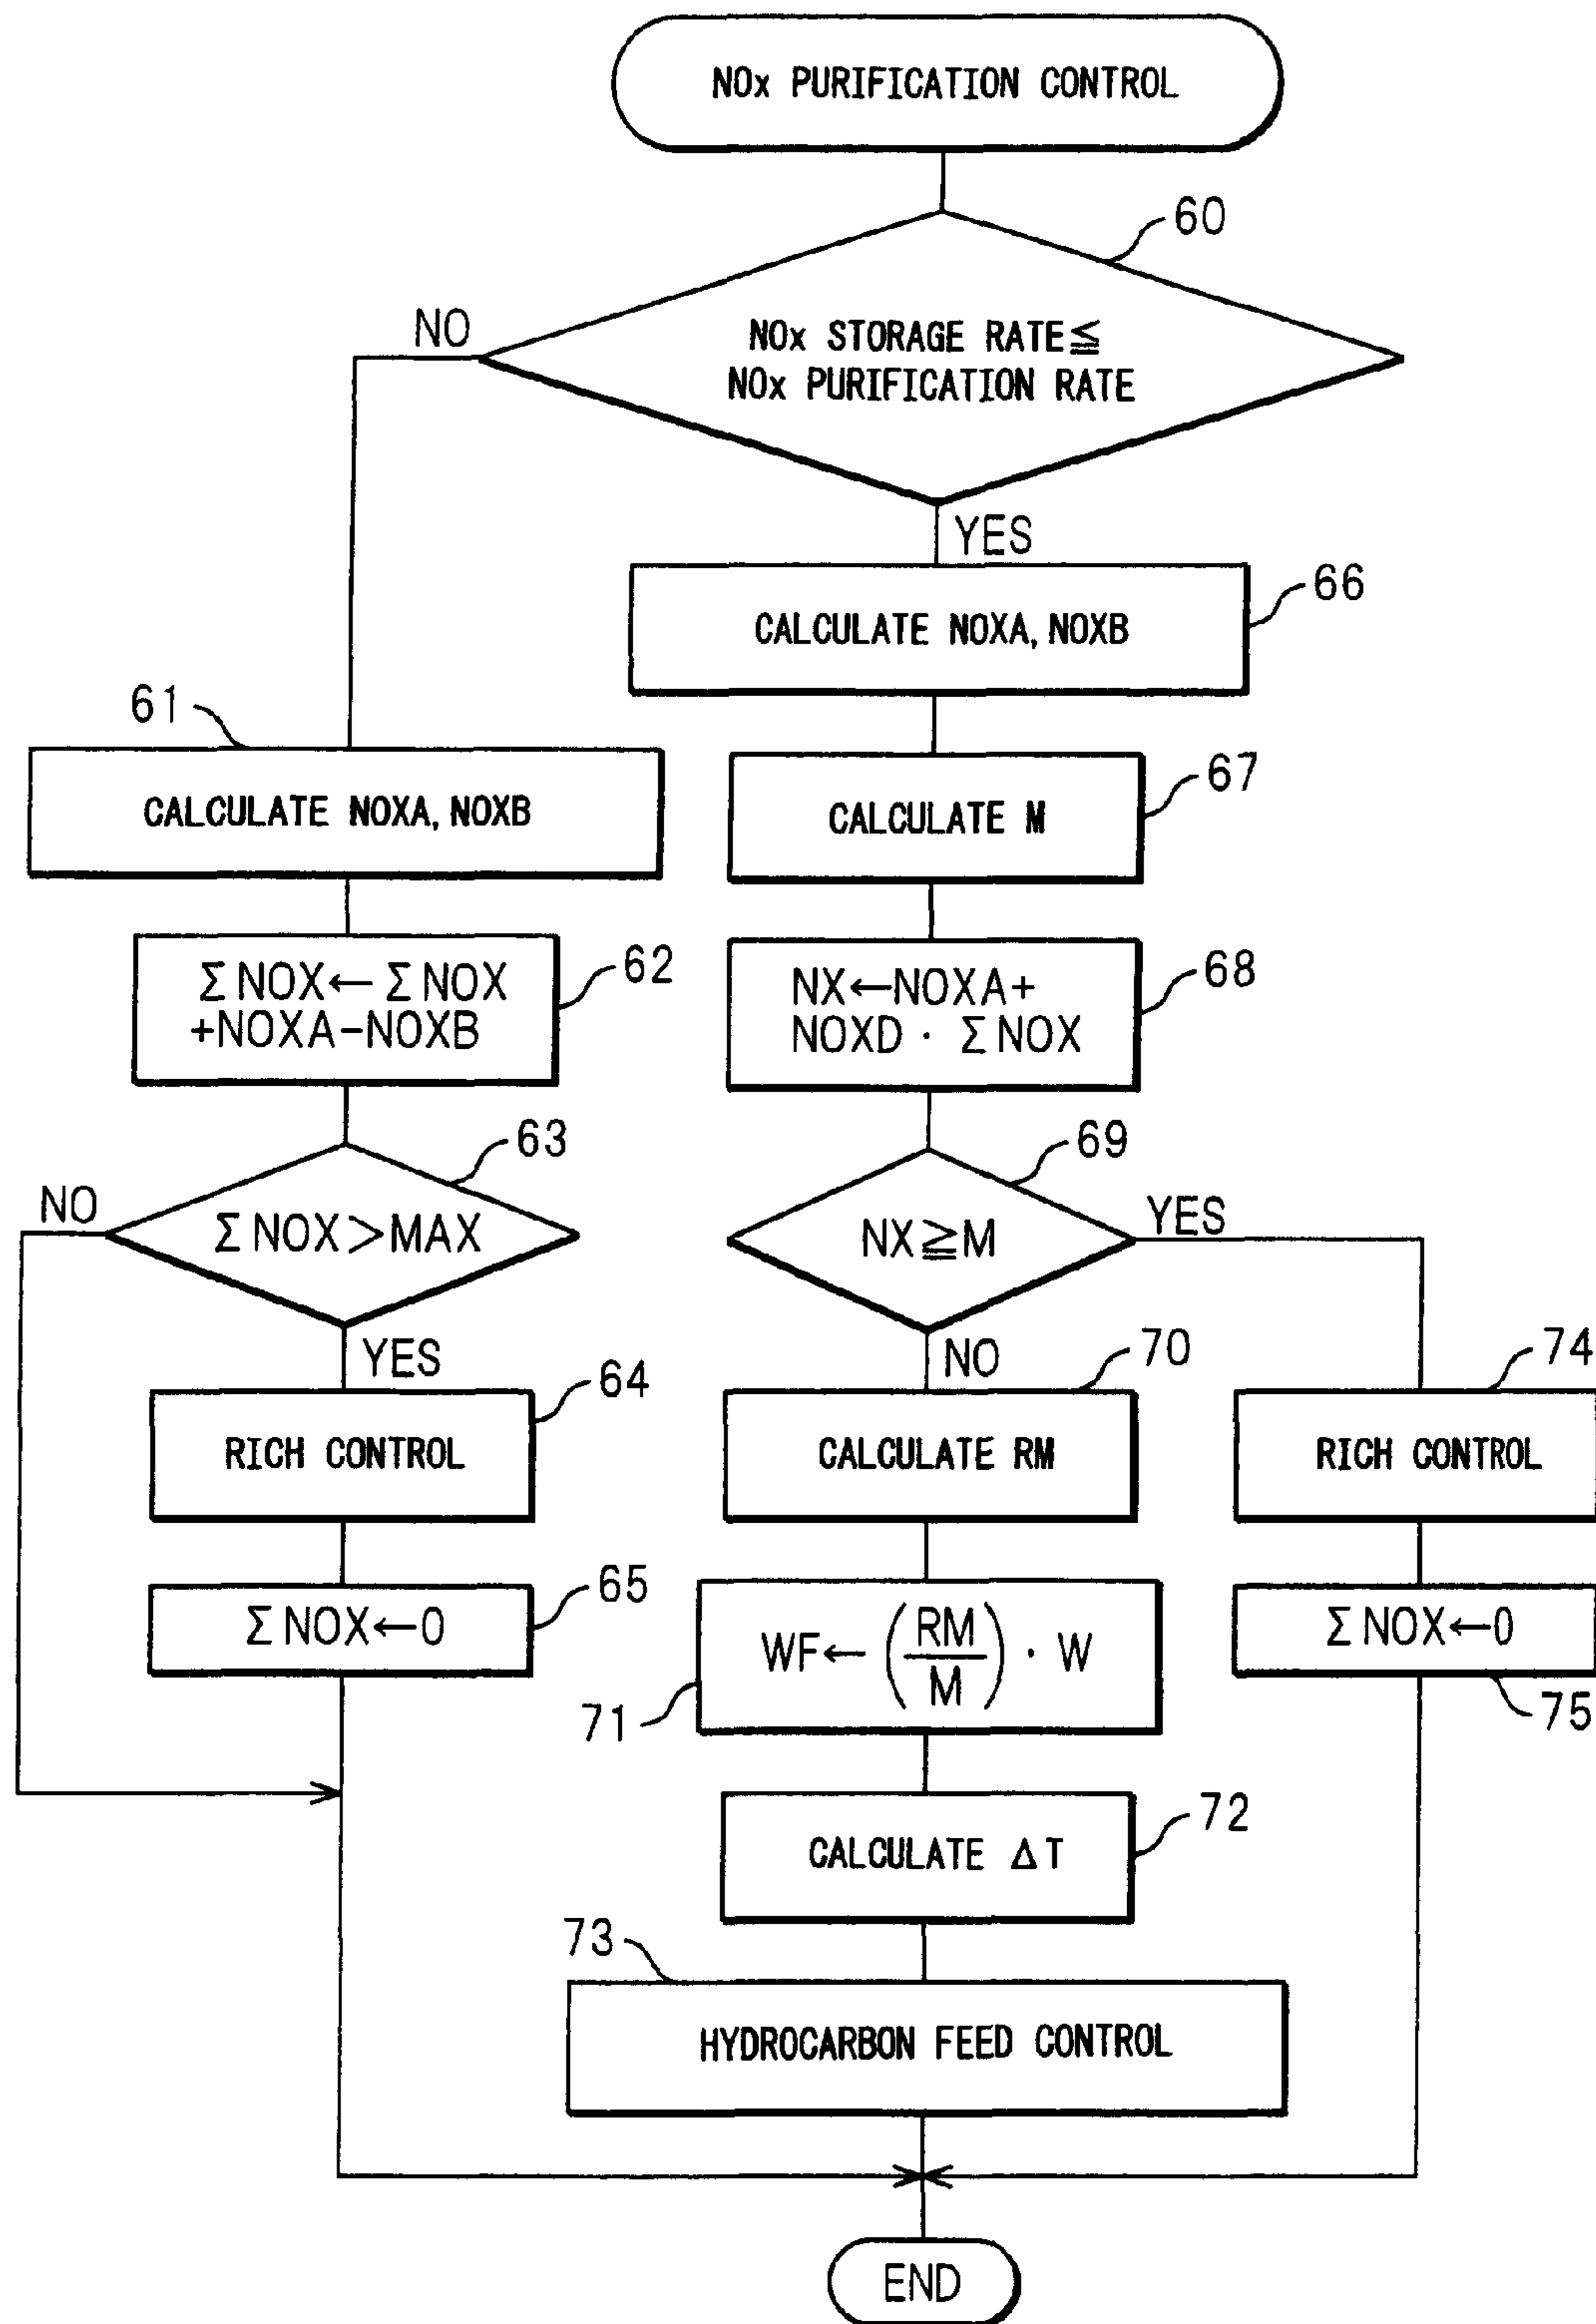 NOx PURIFICATION CONTROL
60
NO
NOx STORAGE RATE≦
NOx PURIFICATION RATE
YES
66
CALCULATE NOXA, NOXB
61
CALCULATE NOXA, NOXB
67
CALCULATE M
62
ΣNOX←ΣNOX
+NOXA−NOXB
68
NX←NOXA+
NOXD · ΣNOX
63
NO
ΣNOX>MAX
YES
69
NX≧M
YES
NO
64
RICH CONTROL
70
CALCULATE RM
74
RICH CONTROL
65
ΣNOX←0
71
WF←(RM/M) · W
ΣNOX←0
75
72
CALCULATE ΔT
73
HYDROCARBON FEED CONTROL
END